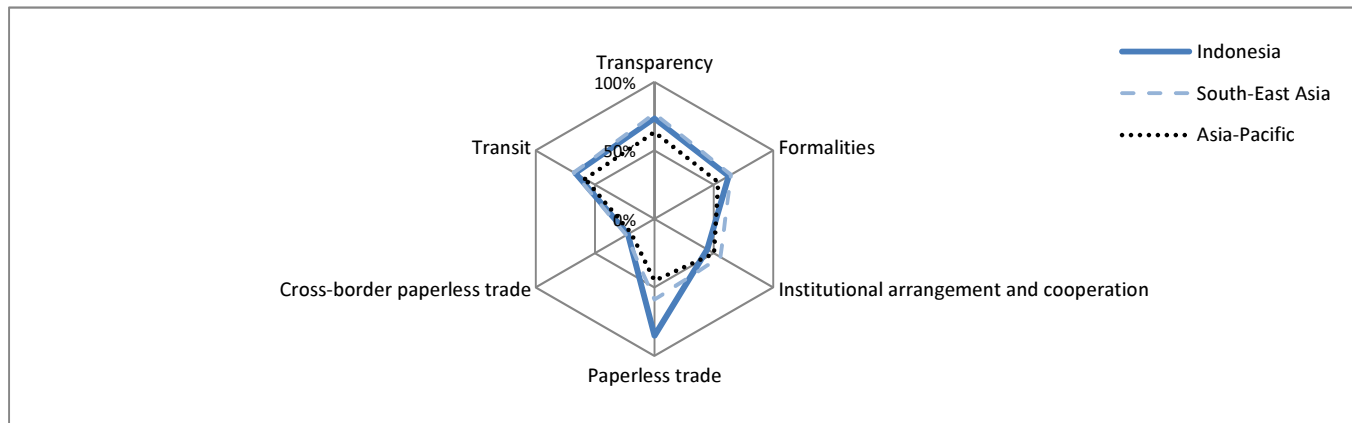 Transparency
100%
Transit
50%
Formalities
0%
Cross-border paperless trade
Institutional arrangement and cooperation
Paperless trade
Indonesia
South-East Asia
Asia-Pacific